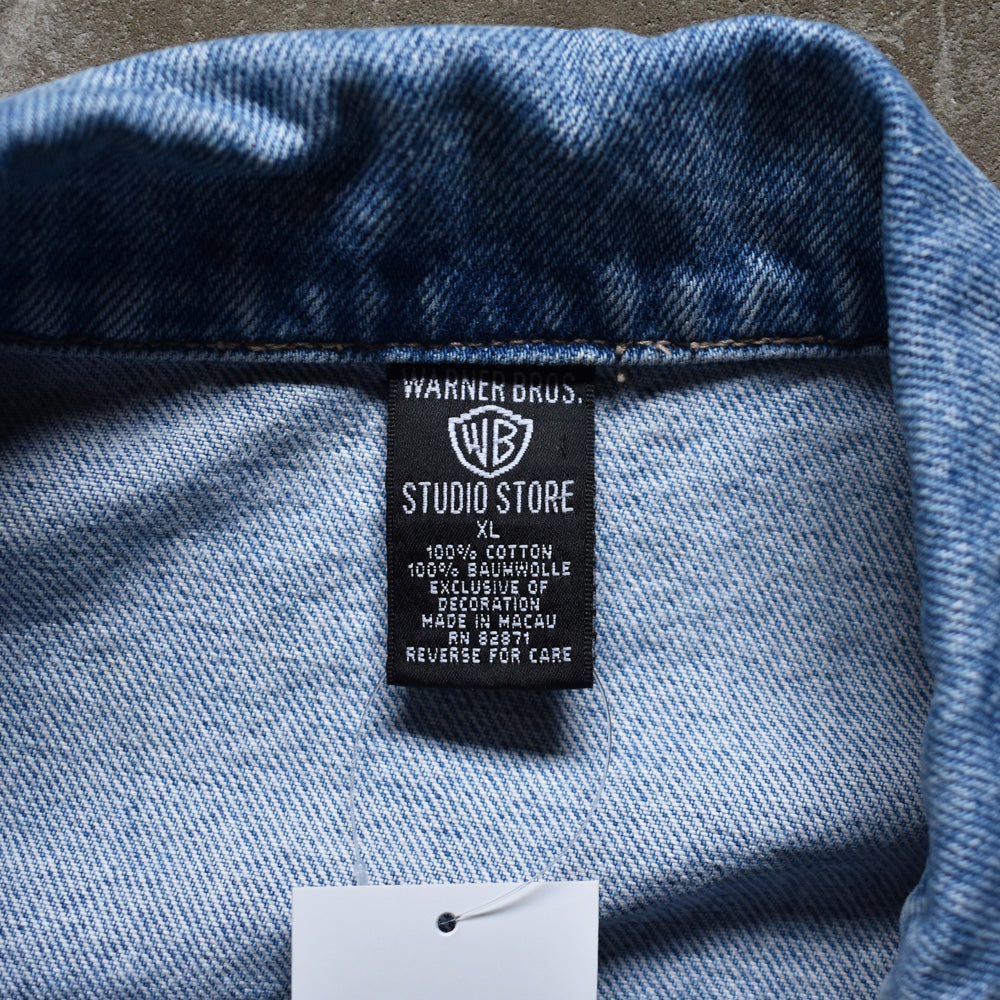 WARNER BROS.
WB
STUDIO STORE
XL
100% COTTON
100% BAUMWOLLE
EXCLUSIVE OF
DECORATION
MADE IN MACAU
RN 82871
REVERSE FOR CARE